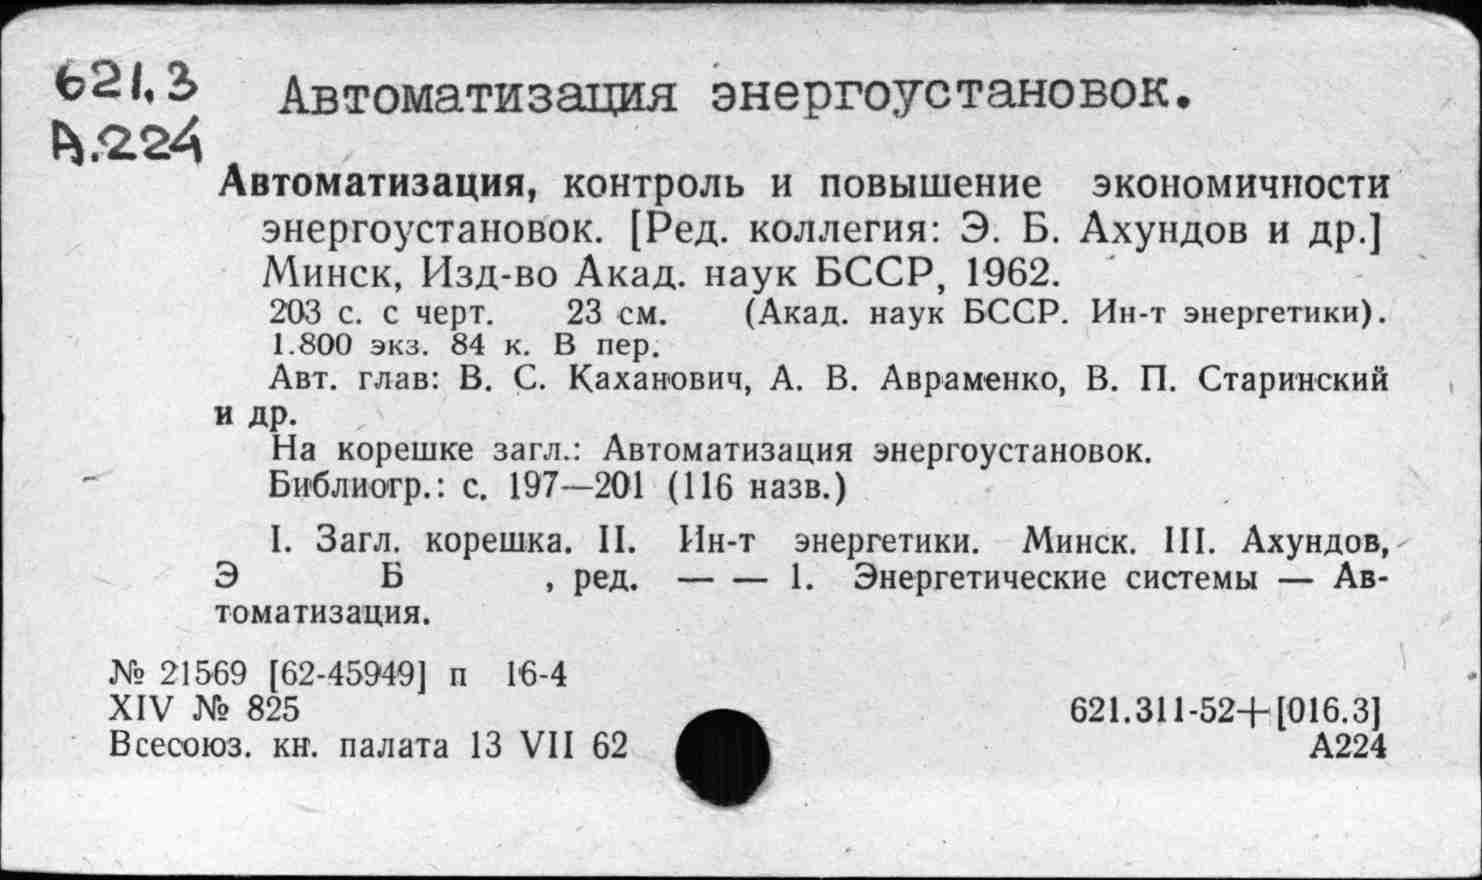 621.3
А.224
Автоматизация энергоустановок.
Автоматизация, контроль и повышение экономичности
энергоустановок. [Ред. коллегия: Э. Б. Ахундов и др.]
Минск, Изд-во Акад. наук БССР, 1962.
203 с. с черт. 23 см. (Акад. наук БССР. Ин-т энергетики).
1.800 экз. 84 к. В пер.
Авт. глав: В. С. Каханович, А. В. Авраменко, В. П. Старинский
и др.
На корешке загл.: Автоматизация энергоустановок.
Библиогр.: с. 197—201 (116 назв.)
I. Загл. корешка. II. Ин-т энергетики. Минск. III. Ахундов,
Э Б , ред. — — 1. Энергетические системы — Ав-
томатизация.
№ 21569 [62-45949] п 16-4
XIV № 825
Всесоюз. кн. палата 13 VII 62
621.311-52+[016.3]
А224